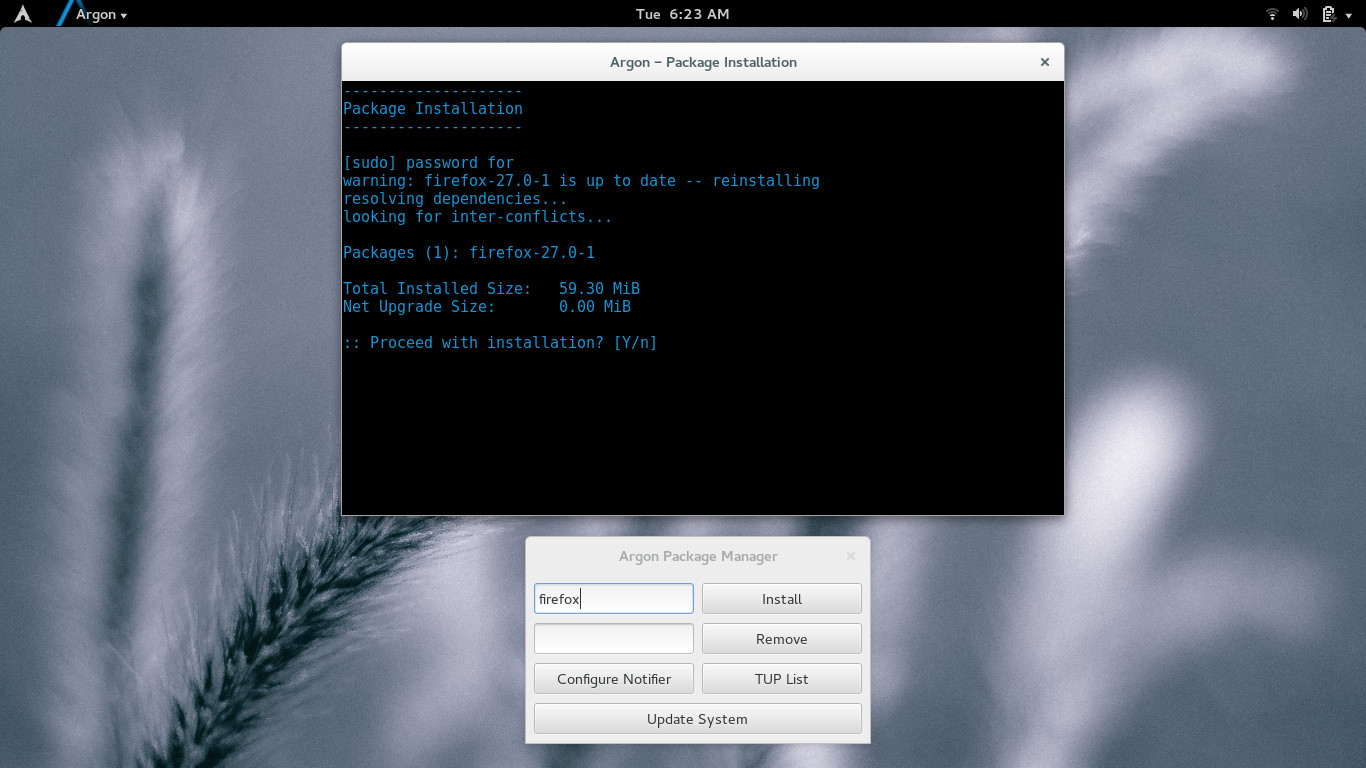 Argon
Tue 6:23 AM
Argon – Package Installation
--------------------
Package Installation
--------------------
[sudo] password for
warning: firefox-27.0-1 is up to date -- reinstalling
resolving dependencies...
looking for inter-conflicts...
Packages (1): firefox-27.0-1
Total Installed Size: 59.30 MiB
Net Upgrade Size: 0.00 MiB
:: Proceed with installation? [Y/n]
Argon Package Manager
firefox Install
Remove
Configure Notifier TUP List
Update System